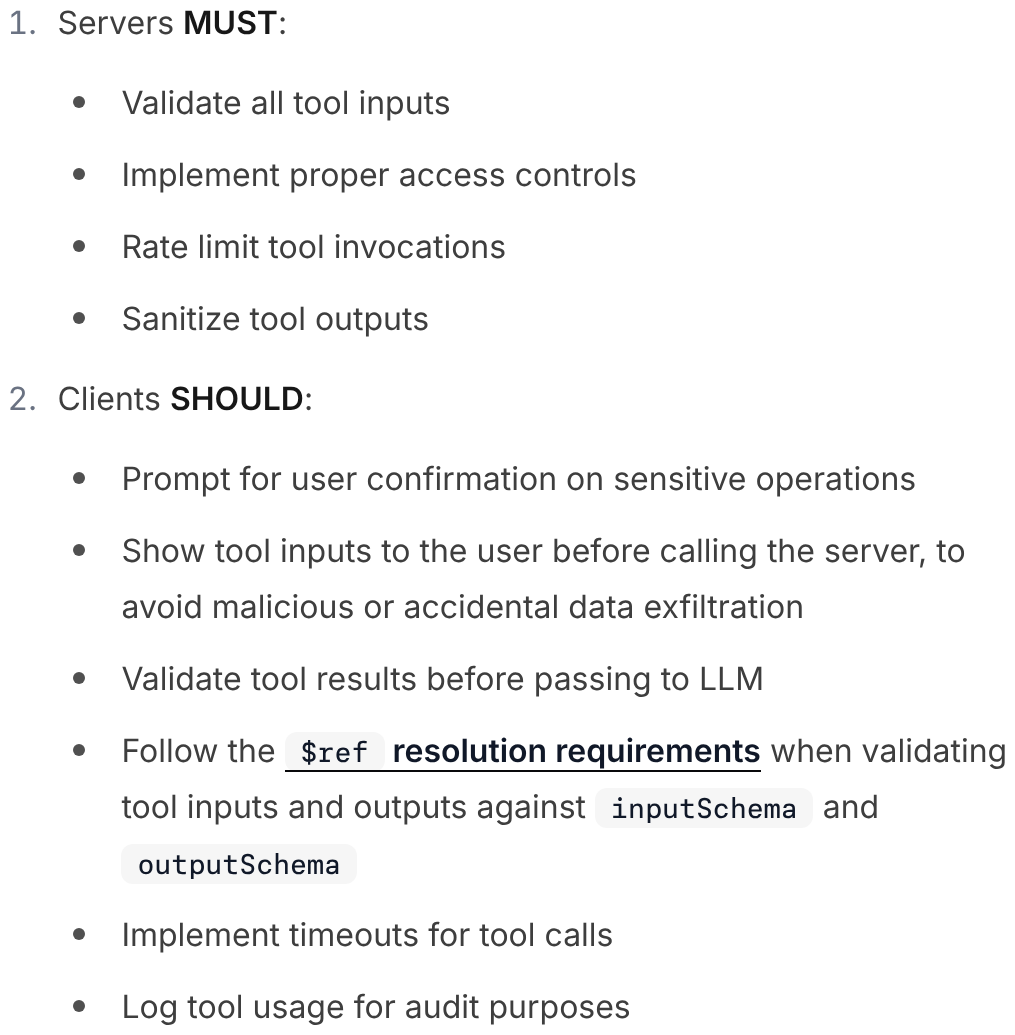 1. Servers MUST:
• Validate all tool inputs
• Implement proper access controls
• Rate limit tool invocations
• Sanitize tool outputs
2. Clients SHOULD:
• Prompt for user confirmation on sensitive operations
• Show tool inputs to the user before calling the server, to
avoid malicious or accidental data exfiltration
• Validate tool results before passing to LLM
• Follow the $ref resolution requirements when validating
tool inputs and outputs against inputSchema and
outputSchema
• Implement timeouts for tool calls
• Log tool usage for audit purposes